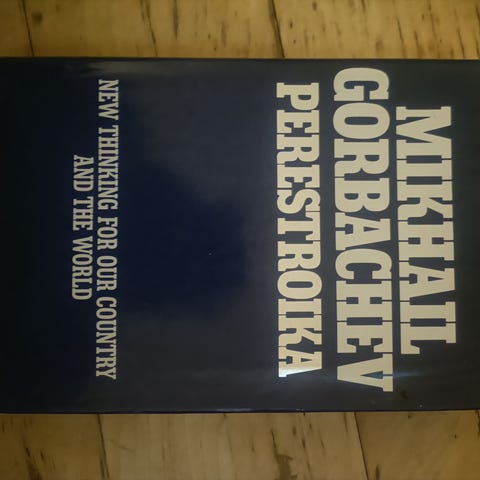 MIKHAIL
GORBACHEV
PERESTROIKA
NEW THINKING FOR OUR COUNTRY
AND THE WORLD